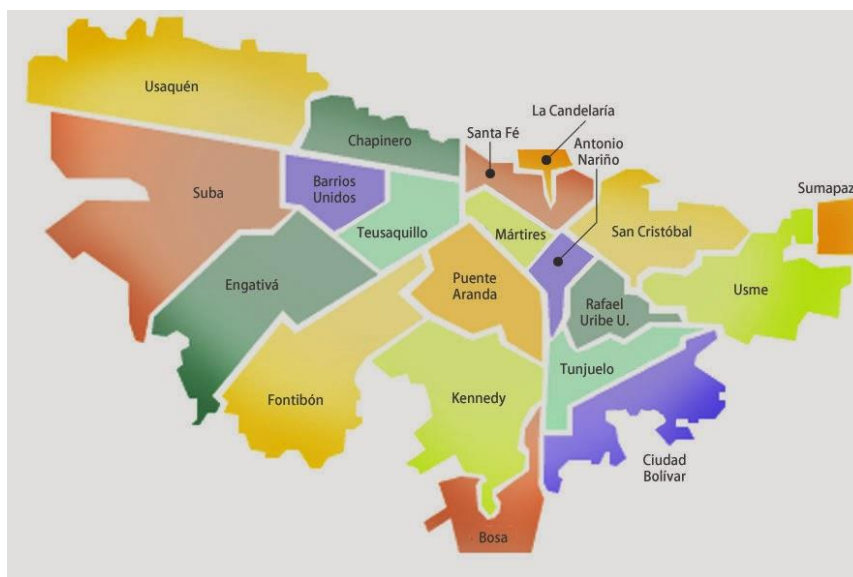 Usaquén
Chapinero
La Candelaría
Santa Fé
Antonio
Nariño
Suba
Barrios
Unidos
Teusaquillo
Mártires
San Cristóbal
Sumapaz
Engativá
Puente
Aranda
Rafael
Uribe U.
Usme
Fontibón
Kennedy
Tunjuelo
Ciudad
Bolívar
Bosa